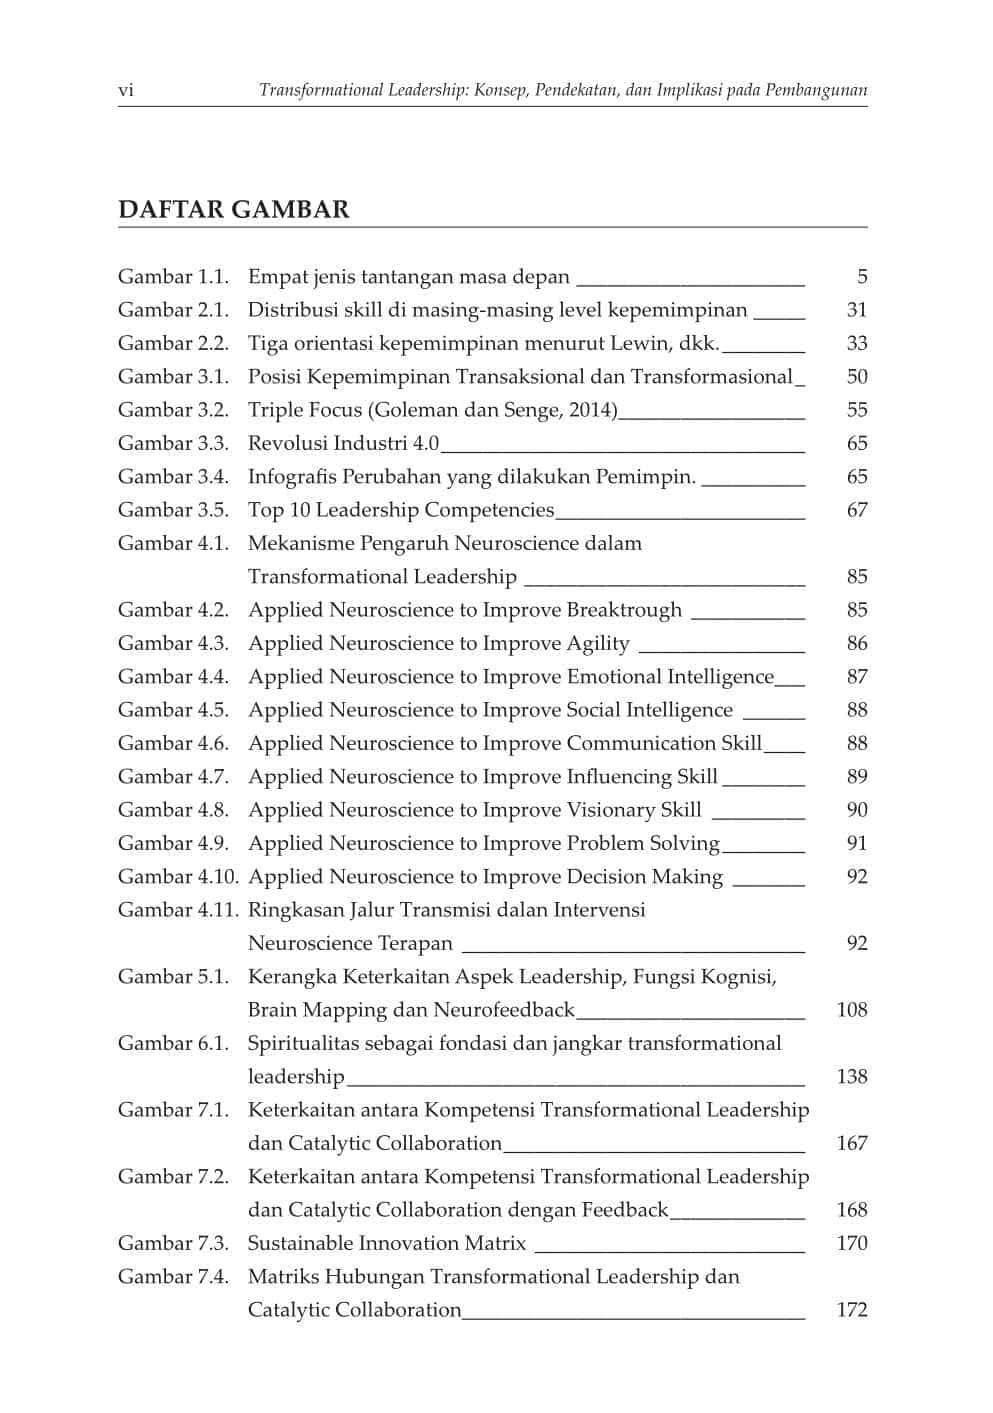 vi Transformational Leadership: Konsep, Pendekatan, dan Implikasi pada Pembangunan
DAFTAR GAMBAR
Gambar 1.1. Empat jenis tantangan masa depan 5
Gambar 2.1. Distribusi skill di masing-masing level kepemimpinan 31
Gambar 2.2. Tiga orientasi kepemimpinan menurut Lewin, dkk. 33
Gambar 3.1. Posisi Kepemimpinan Transaksional dan Transformasional 50
Gambar 3.2. Triple Focus (Goleman dan Senge, 2014) 55
Gambar 3.3. Revolusi Industri 4.0 65
Gambar 3.4. Infografis Perubahan yang dilakukan Pemimpin. 65
Gambar 3.5. Top 10 Leadership Competencies 67
Gambar 4.1. Mekanisme Pengaruh Neuroscience dalam
Transformational Leadership 85
Gambar 4.2. Applied Neuroscience to Improve Breaktrough 85
Gambar 4.3. Applied Neuroscience to Improve Agility 86
Gambar 4.4. Applied Neuroscience to Improve Emotional Intelligence 87
Gambar 4.5. Applied Neuroscience to Improve Social Intelligence 88
Gambar 4.6. Applied Neuroscience to Improve Communication Skill 88
Gambar 4.7. Applied Neuroscience to Improve Influencing Skill 89
Gambar 4.8. Applied Neuroscience to Improve Visionary Skill 90
Gambar 4.9. Applied Neuroscience to Improve Problem Solving 91
Gambar 4.10. Applied Neuroscience to Improve Decision Making 92
Gambar 4.11. Ringkasan Jalur Transmisi dalan Intervensi
Neuroscience Terapan 92
Gambar 5.1. Kerangka Keterkaitan Aspek Leadership, Fungsi Kognisi,
Brain Mapping dan Neurofeedback 108
Gambar 6.1. Spiritualitas sebagai fondasi dan jangkar transformational
leadership 138
Gambar 7.1. Keterkaitan antara Kompetensi Transformational Leadership
dan Catalytic Collaboration 167
Gambar 7.2. Keterkaitan antara Kompetensi Transformational Leadership
dan Catalytic Collaboration dengan Feedback 168
Gambar 7.3. Sustainable Innovation Matrix 170
Gambar 7.4. Matriks Hubungan Transformational Leadership dan
Catalytic Collaboration 172